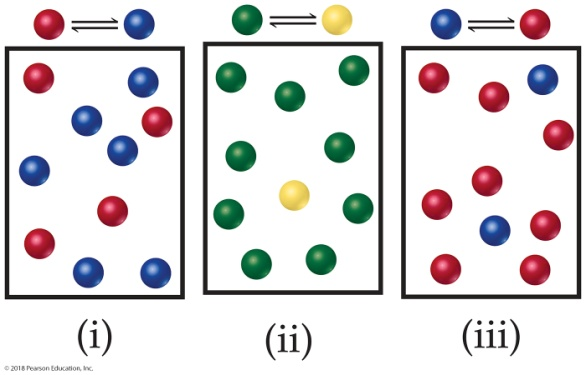 (i)
(ii)
(iii)
© 2018 Pearson Education, Inc.